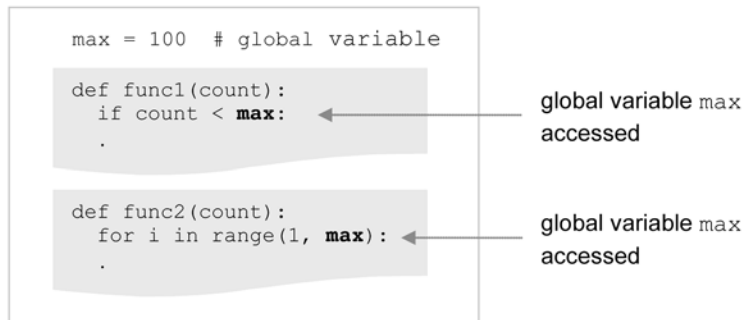 max = 100  # global variable
def func1(count):
  if count < max:
  .
global variable max
accessed
def func2(count):
  for i in range(1, max):
  .
global variable max
accessed